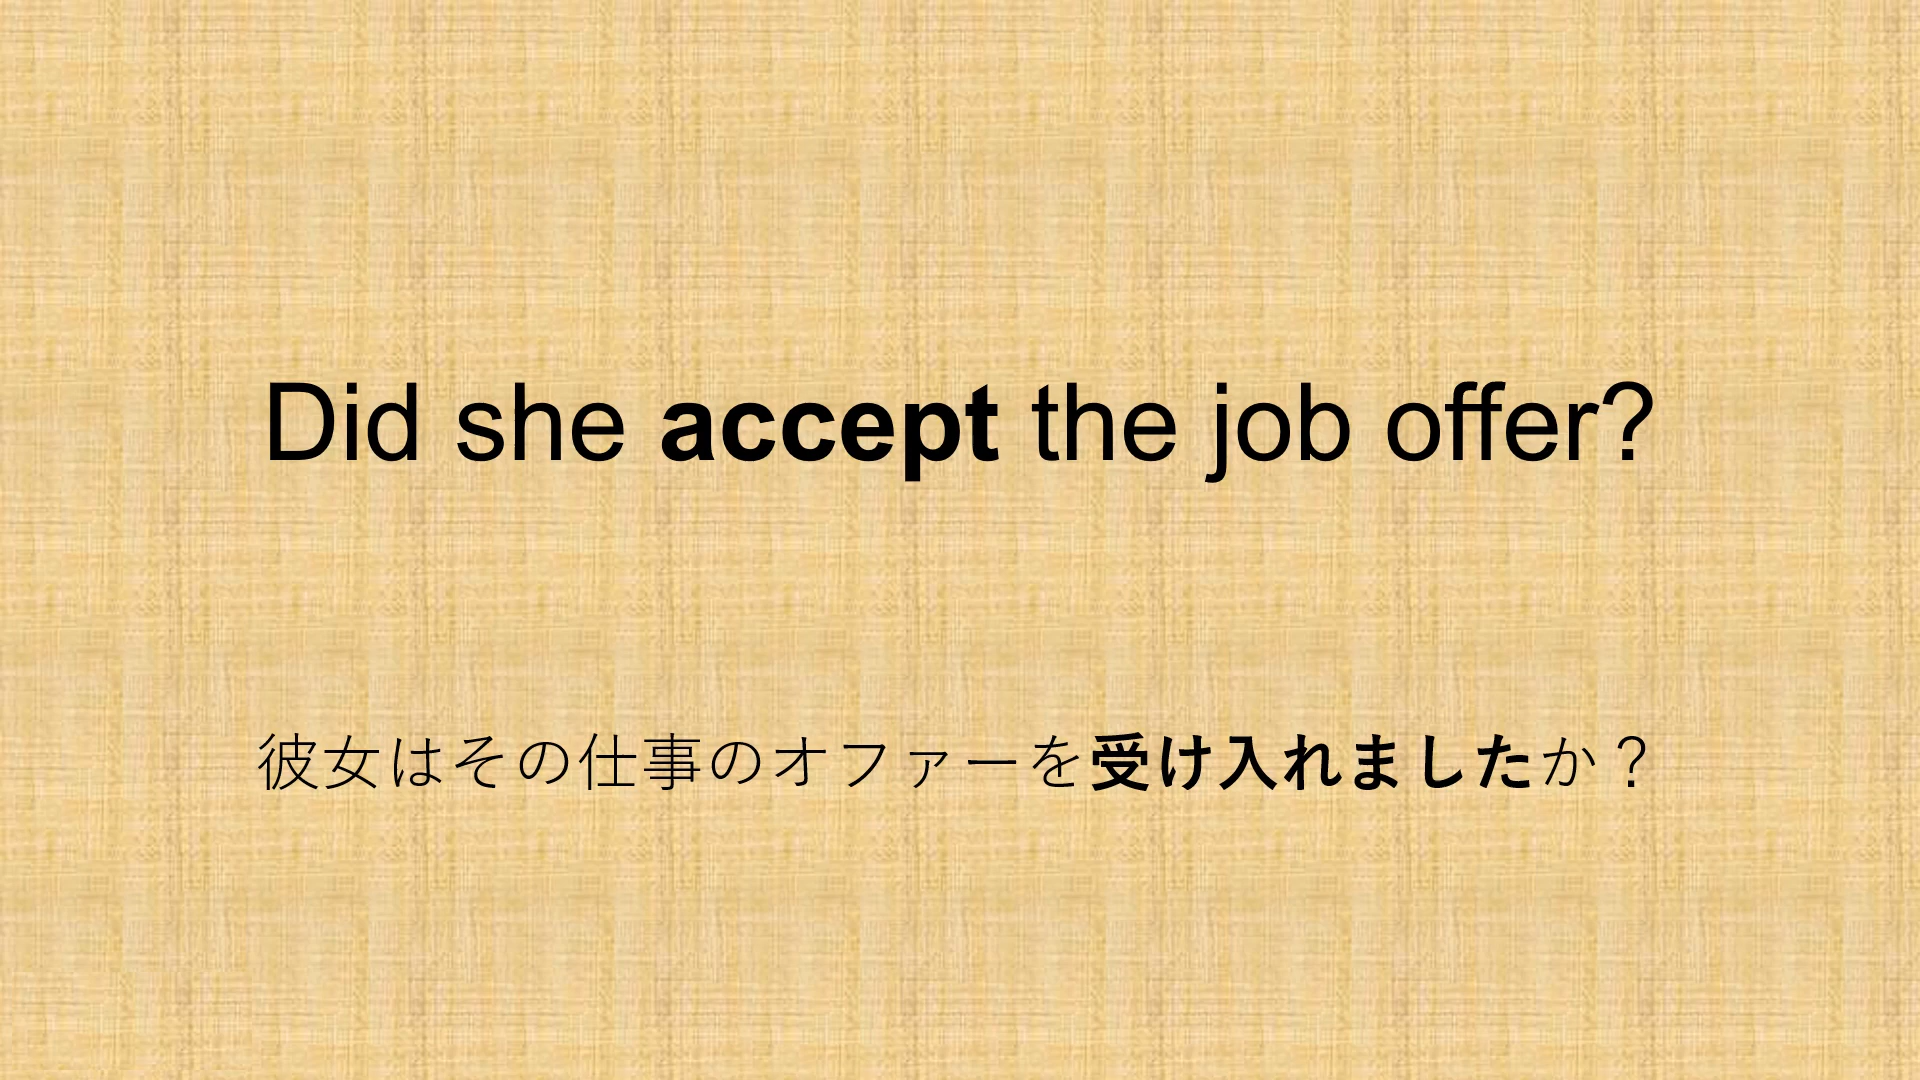 Did she accept the job offer?
彼女はその仕事のオファーを受け入れましたか？